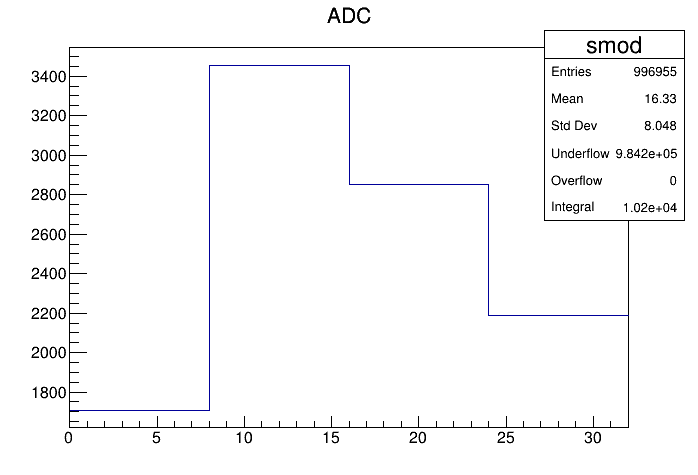 ADC
smod
Entries 996955
Mean 16.33
Std Dev 8.048
Underflow 9.842e+05
Overflow 0
Integral 1.02e+04
3400
3200
3000
2800
2600
2400
2200
2000
1800
0 5 10 15 20 25 30